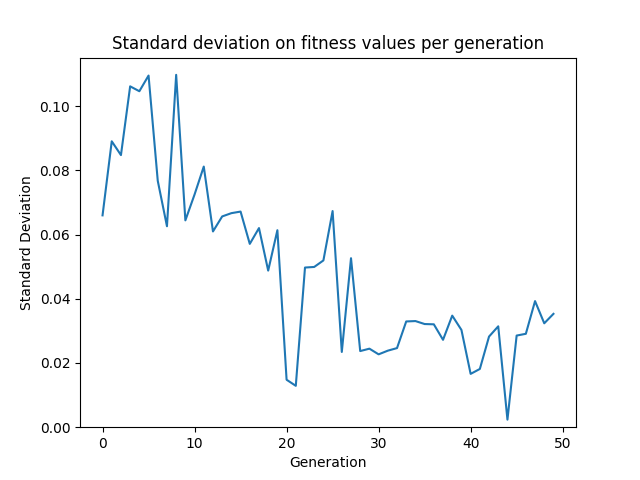 Standard deviation on fitness values per generation
Standard Deviation
0.10
0.08
0.06
0.04
0.02
0.00
0 10 20 30 40 50
Generation